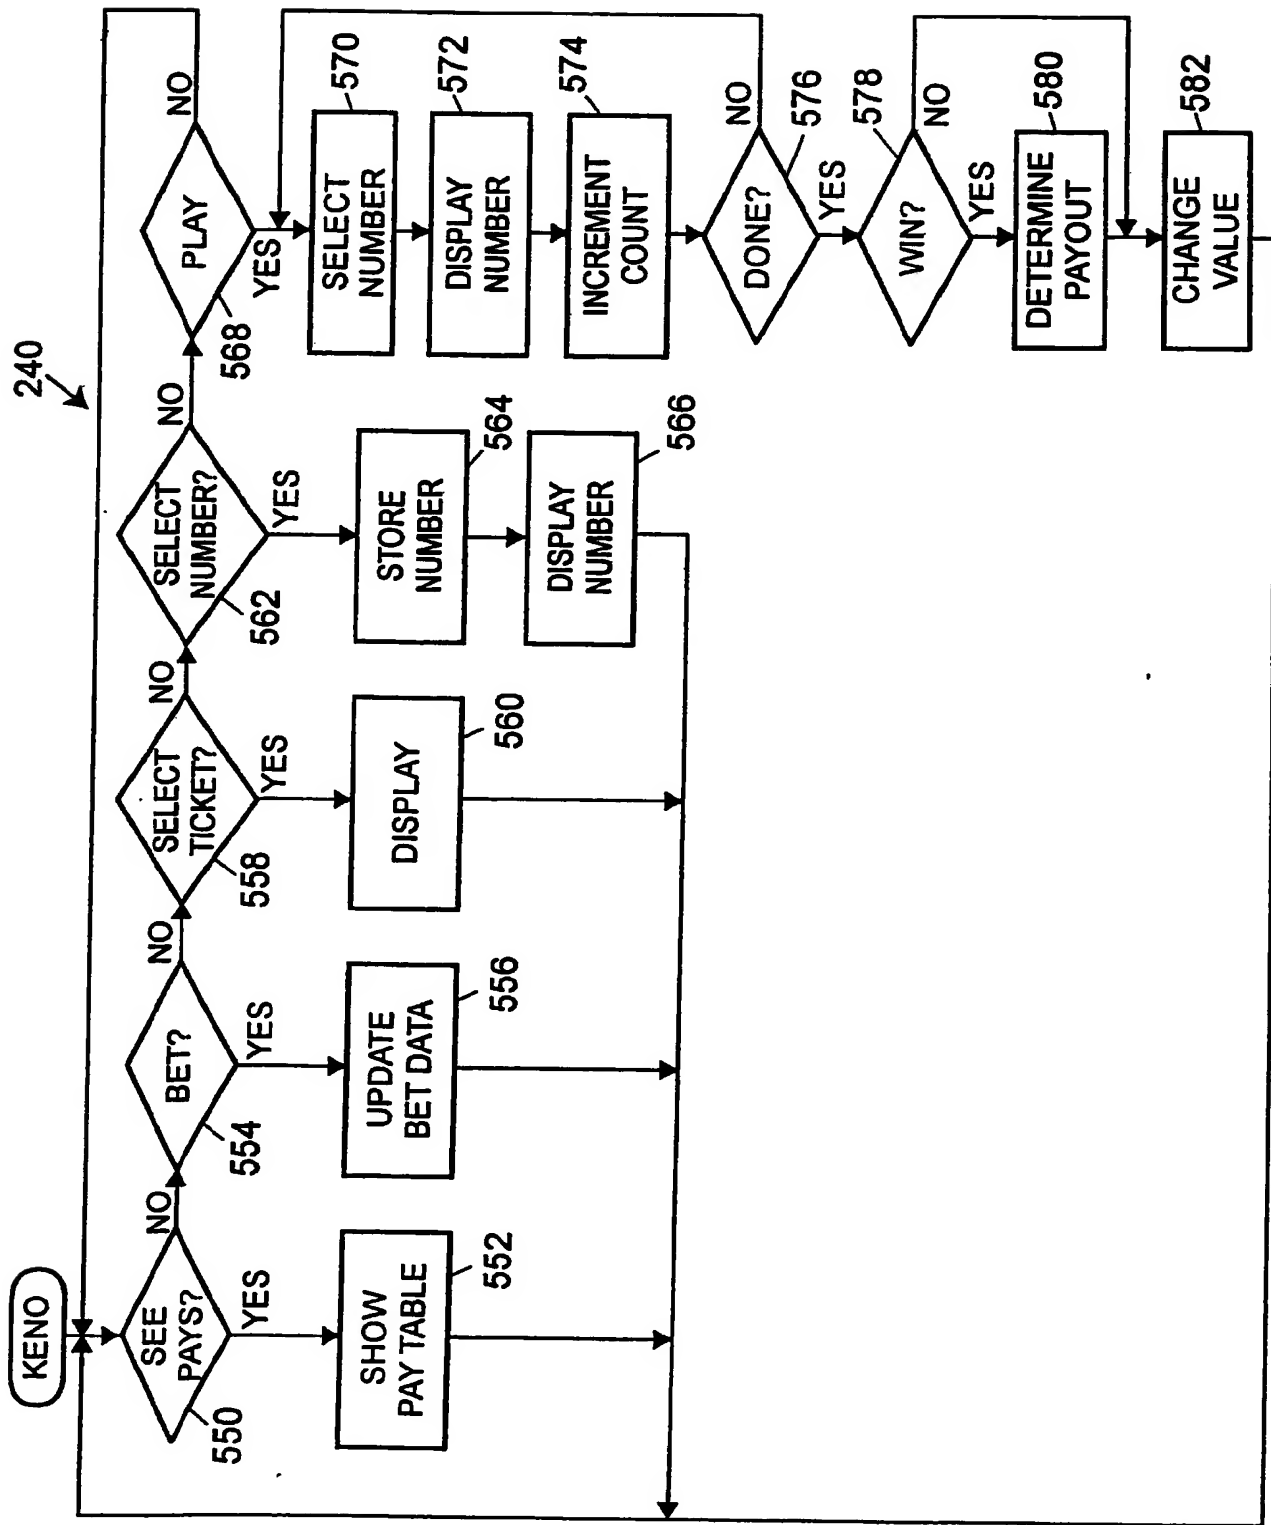 240
KENO
SEE
PAYS?
550
NO
YES
SHOW
PAY TABLE
552
BET?
554
NO
YES
UPDATE
BET DATA
556
SELECT
TICKET?
558
NO
YES
DISPLAY
560
SELECT
NUMBER?
562
NO
YES
STORE
NUMBER
564
DISPLAY
NUMBER
566
PLAY
568
NO
YES
SELECT
NUMBER
570
DISPLAY
NUMBER
572
INCREMENT
COUNT
574
DONE?
576
NO
YES
WIN?
578
NO
YES
DETERMINE
PAYOUT
580
CHANGE
VALUE
582